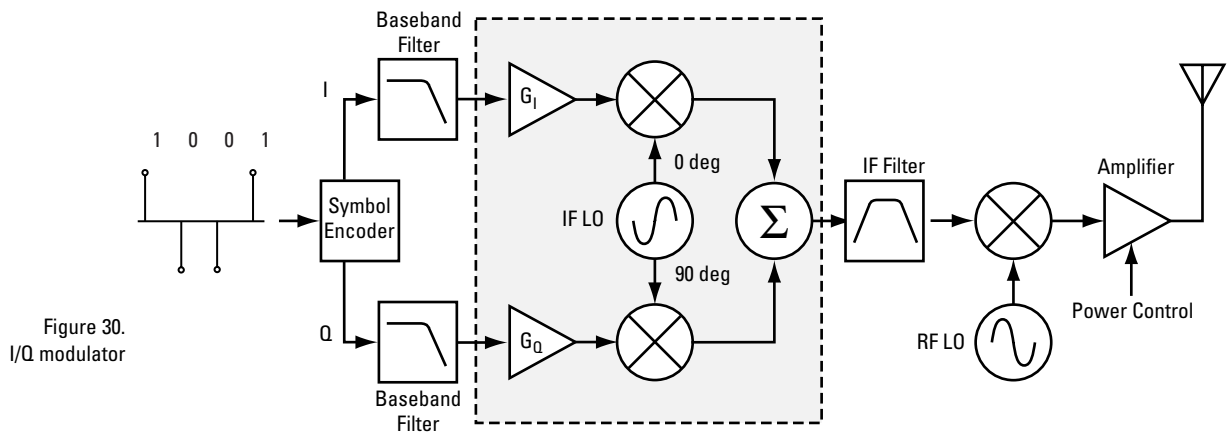 Baseband
Filter
I
G_I
1 0 0 1
0 deg
IF Filter
Amplifier
Symbol
Encoder
IF LO
Σ
90 deg
Power Control
Figure 30.
I/Q modulator
Q
G_Q
RF LO
Baseband
Filter